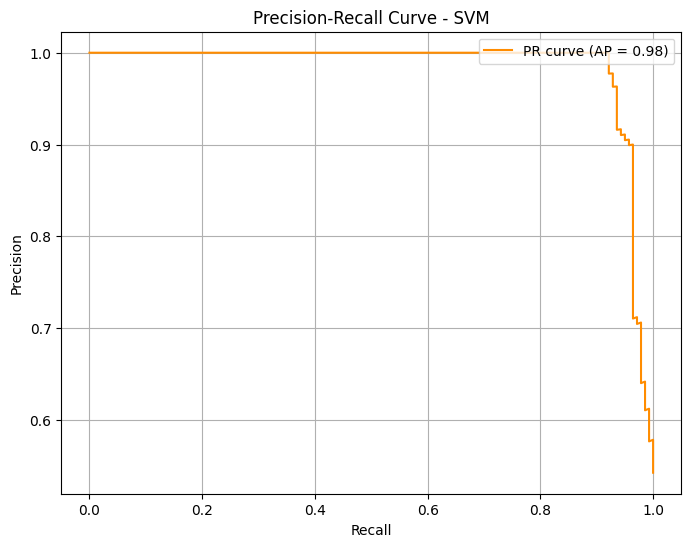 Precision-Recall Curve - SVM
PR curve (AP = 0.98)
1.0
0.9
0.8
0.7
0.6
Precision
0.0 0.2 0.4 0.6 0.8 1.0
Recall